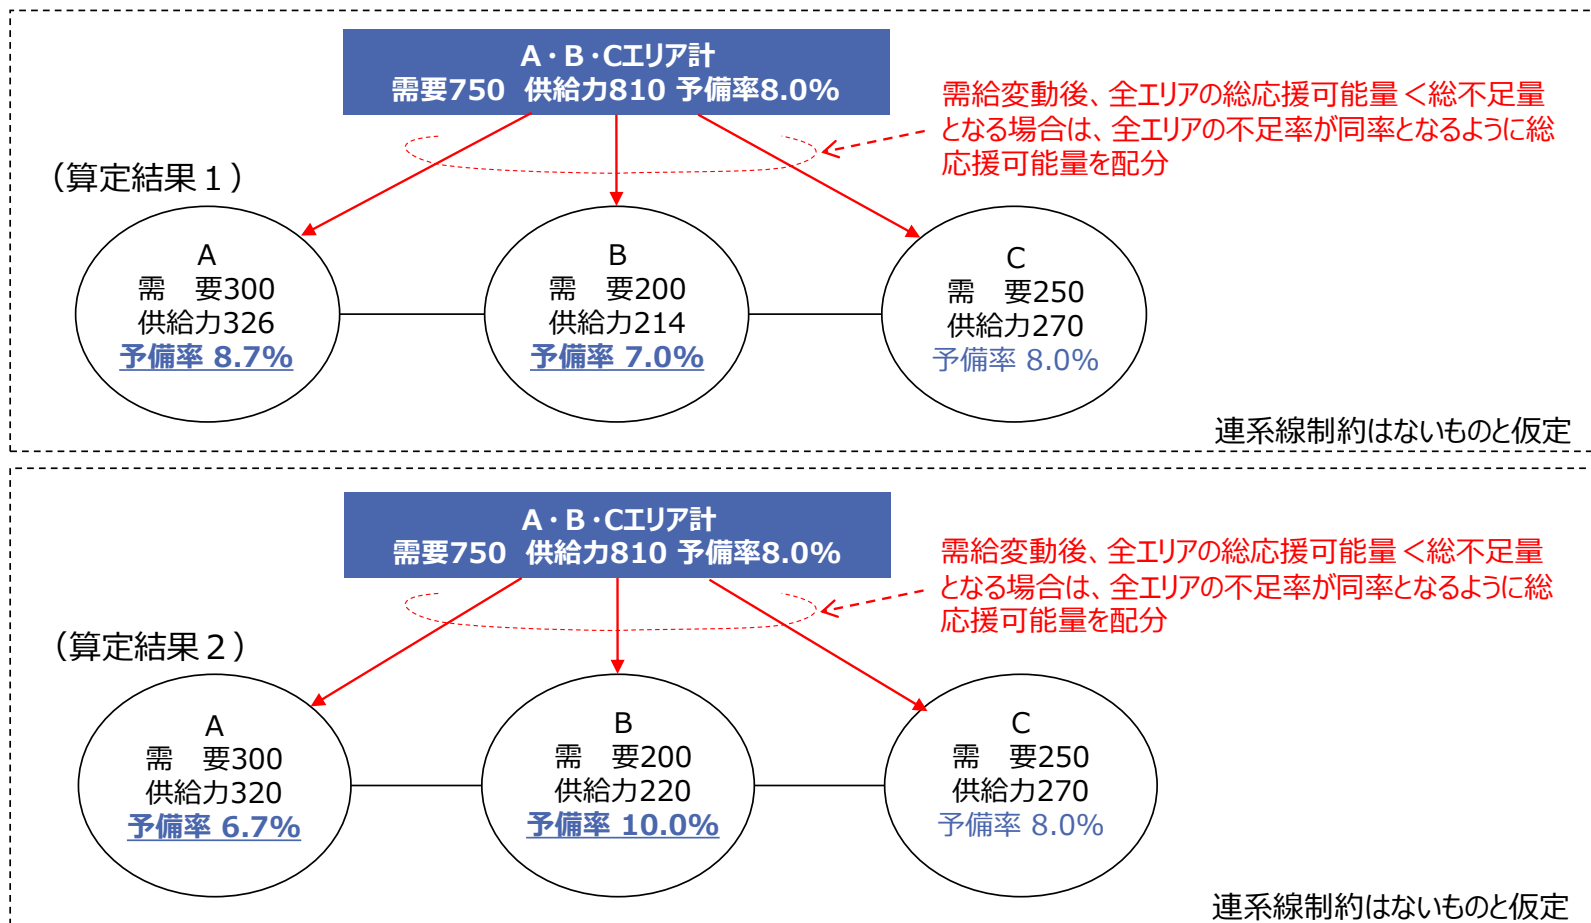 A・B・Cエリア計
需要750 供給力810 予備率8.0%
需給変動後、全エリアの総応援可能量＜総不足量
となる場合は、全エリアの不足率が同率となるように総
応援可能量を配分
（算定結果１）
A
需　要300
供給力326
予備率 8.7%
B
需　要200
供給力214
予備率 7.0%
C
需　要250
供給力270
予備率 8.0%
連系線制約はないものと仮定
A・B・Cエリア計
需要750 供給力810 予備率8.0%
需給変動後、全エリアの総応援可能量＜総不足量
となる場合は、全エリアの不足率が同率となるように総
応援可能量を配分
（算定結果２）
A
需　要300
供給力320
予備率 6.7%
B
需　要200
供給力220
予備率 10.0%
C
需　要250
供給力270
予備率 8.0%
連系線制約はないものと仮定